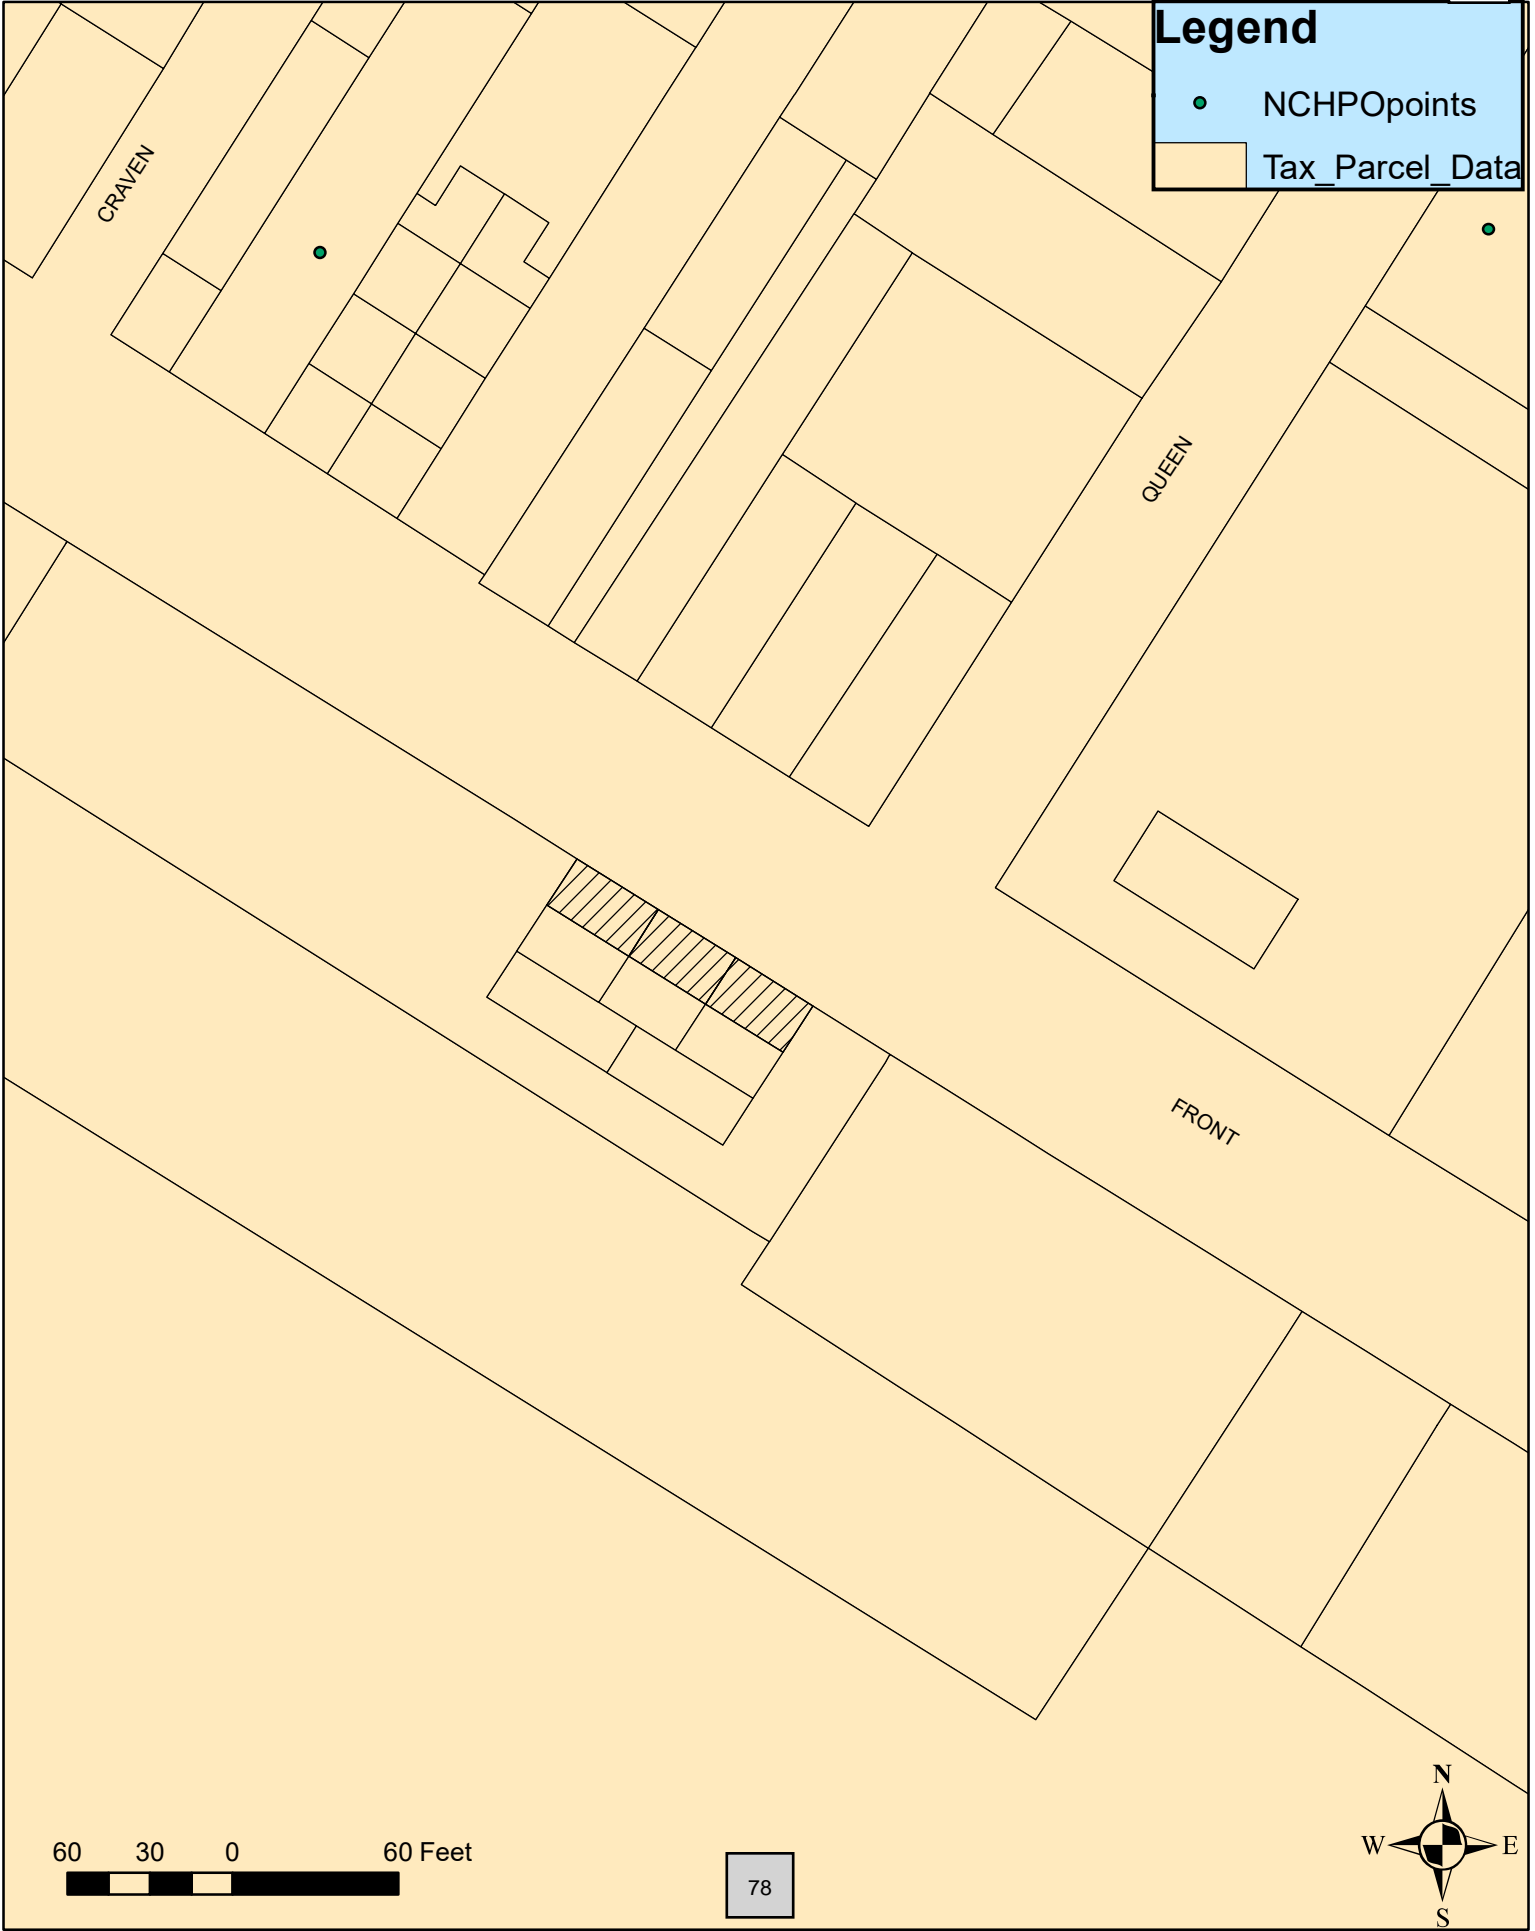 Legend
NCHPOpoints
Tax_Parcel_Data
CRAVEN
QUEEN
FRONT
N
W E
S
60 30 0 60 Feet
78